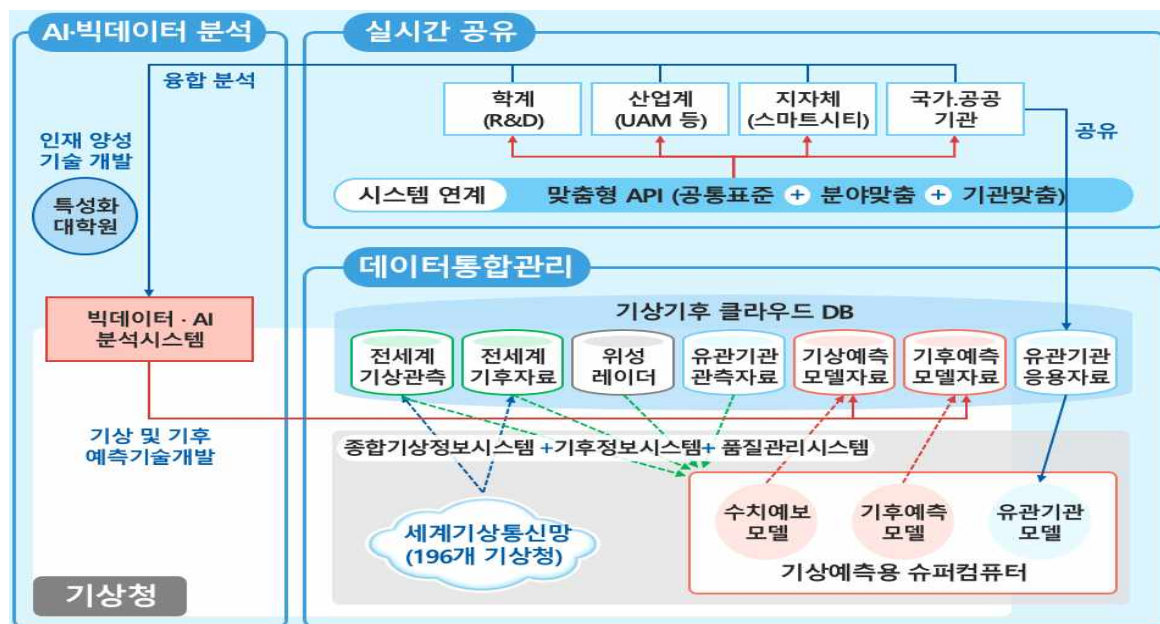 AI·빅데이터 분석
융합 분석
인재 양성
기술 개발
특성화
대학원
빅데이터 · AI
분석시스템
기상 및 기후
예측기술개발
기상청
실시간 공유
학계
(R&D)
산업계
(UAM 등)
지자체
(스마트시티)
국가.공공
기관
공유
시스템 연계
맞춤형 API (공통표준 + 분야맞춤 + 기관맞춤)
데이터통합관리
기상기후 클라우드 DB
전세계
기상관측
전세계
기후자료
위성
레이더
유관기관
관측자료
기상예측
모델자료
기후예측
모델자료
유관기관
응용자료
종합기상정보시스템 +기후정보시스템+ 품질관리시스템
세계기상통신망
(196개 기상청)
수치예보
모델
기후예측
모델
유관기관
모델
기상예측용 슈퍼컴퓨터